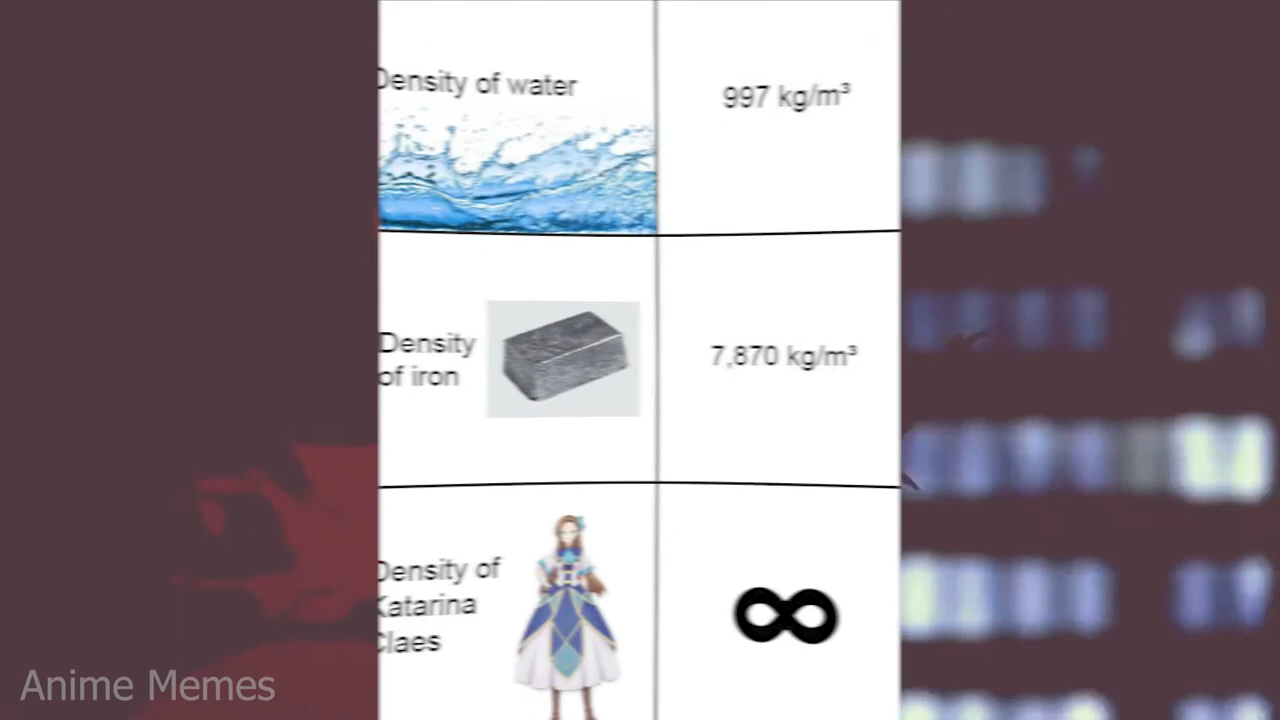 Density of water
997 kg/m³
Density
of iron
7,870 kg/m³
Density of
Katarina
Claes
∞
Anime Memes